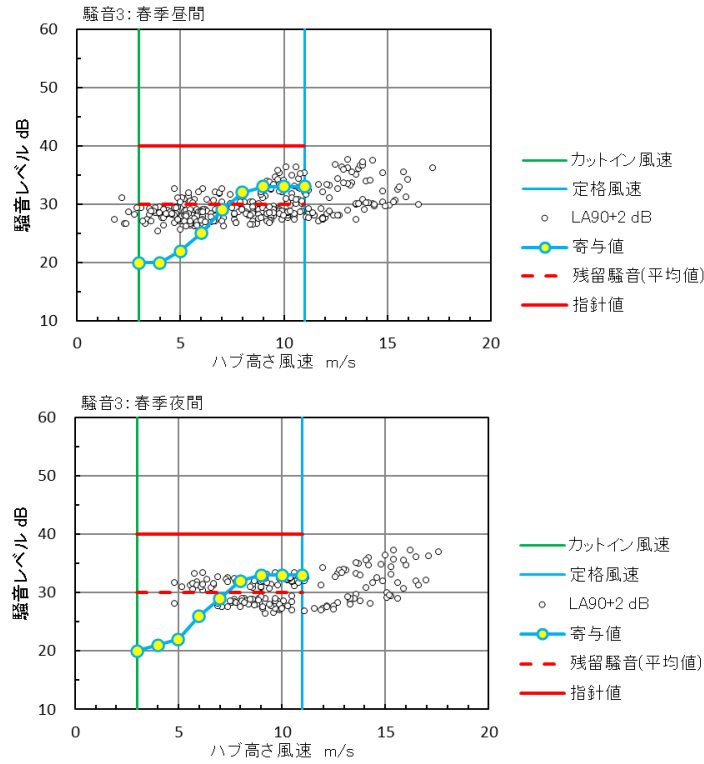 騒音3：春季昼間
0 5 10 15 20
60
50
40
30
20
10
騒音レベル dB
ハブ高さ風速 m/s
カットイン風速
定格風速
LA90+2 dB
寄与値
残留騒音(平均値)
指針値
騒音3：春季夜間
0 5 10 15 20
60
50
40
30
20
10
騒音レベル dB
ハブ高さ風速 m/s
カットイン風速
定格風速
LA90+2 dB
寄与値
残留騒音(平均値)
指針値